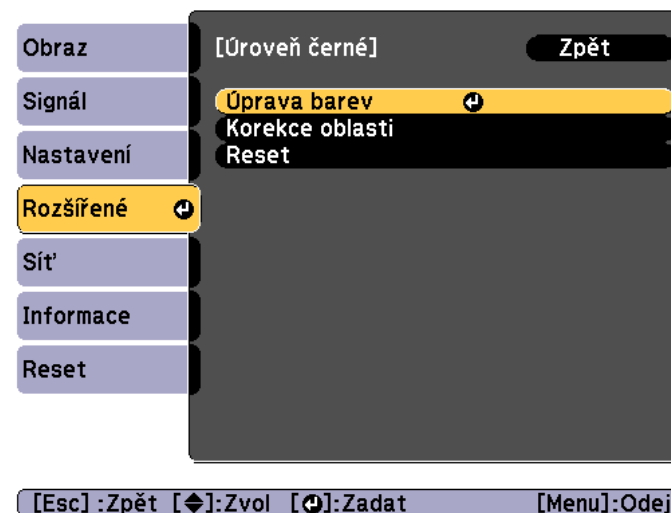 Obraz
Signál
Nastavení
Rozšířené
Síť
Informace
Reset
[Úroveň černé]
Zpět
Úprava barev
Korekce oblasti
Reset
[Esc] :Zpět [◆]:Zvol [↵]:Zadat [Menu]:Odej